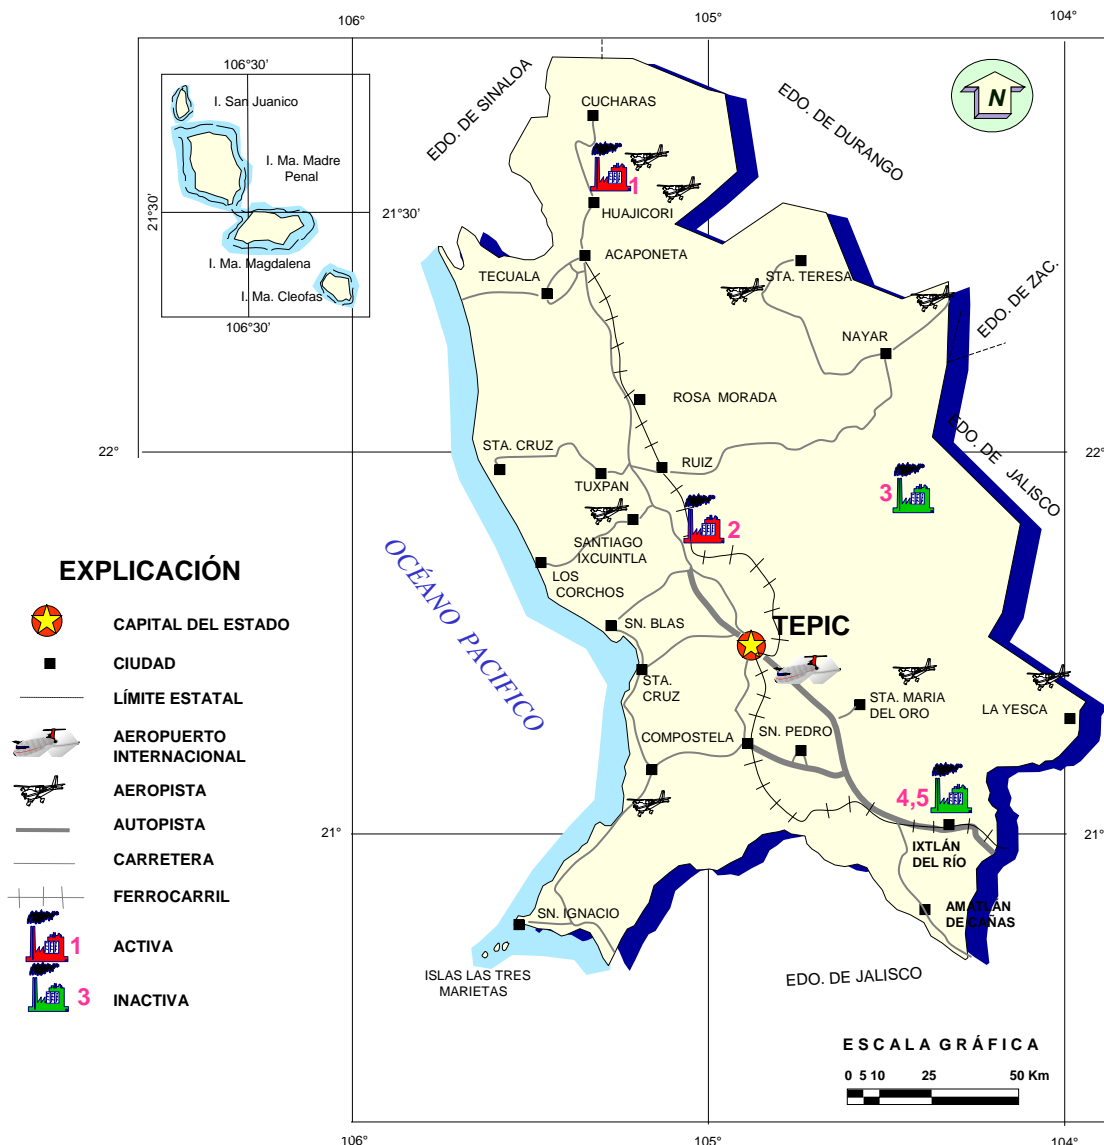 106°
105°
104°
106°30'
I. San Juanico
I. Ma. Madre
Penal
21°30'
21°30'
I. Ma. Magdalena
I. Ma. Cleofas
106°30'
EDO. DE SINALOA
EDO. DE DURANGO
N
CUCHARAS
1
HUAJICORI
ACAPONETA
TECUALA
STA. TERESA
EDO. DE ZAC.
NAYAR
ROSA MORADA
22°
22°
STA. CRUZ
RUIZ
TUXPAN
EDO. DE JALISCO
3
2
SANTIAGO
IXCUINTLA
LOS
CORCHOS
OCÉANO PACIFICO
SN. BLAS
TEPIC
STA.
CRUZ
STA. MARIA
DEL ORO
LA YESCA
COMPOSTELA
SN. PEDRO
4,5
21°
21°
IXTLÁN
DEL RÍO
AMATLÁN
DE CAÑAS
SN. IGNACIO
ISLAS LAS TRES
MARIETAS
EDO. DE JALISCO
EXPLICACIÓN
CAPITAL DEL ESTADO
CIUDAD
LÍMITE ESTATAL
AEROPUERTO
INTERNACIONAL
AEROPISTA
AUTOPISTA
CARRETERA
FERROCARRIL
1 ACTIVA
3 INACTIVA
ESCALA GRÁFICA
0 5 10 25 50 Km
106°
105°
104°